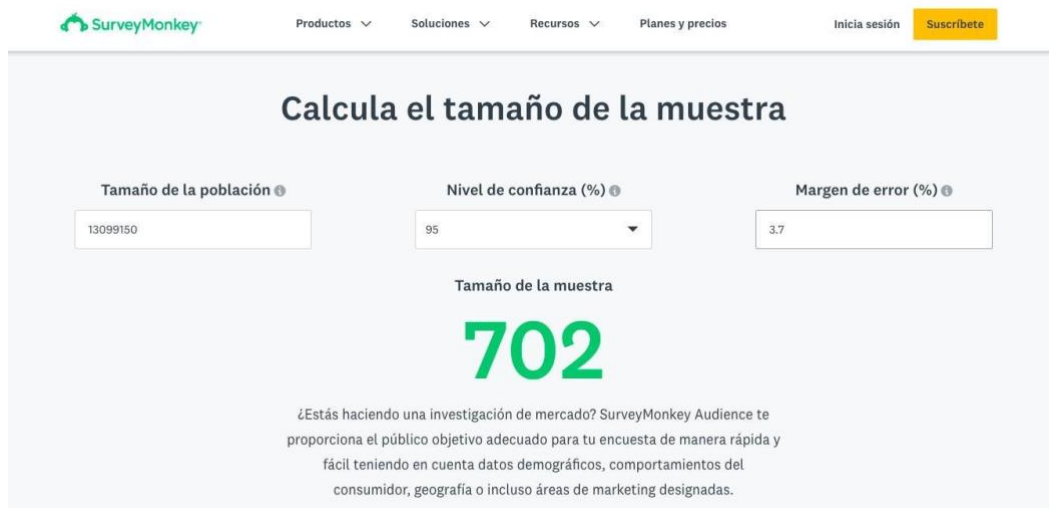 SurveyMonkey
Productos Soluciones Recursos Planes y precios Inicia sesión Suscríbete
Calcula el tamaño de la muestra
Tamaño de la población Nivel de confianza (%) Margen de error (%)
13099150 95 3.7
Tamaño de la muestra
702
¿Estás haciendo una investigación de mercado? SurveyMonkey Audience te
proporciona el público objetivo adecuado para tu encuesta de manera rápida y
fácil teniendo en cuenta datos demográficos, comportamientos del
consumidor, geografía o incluso áreas de marketing designadas.